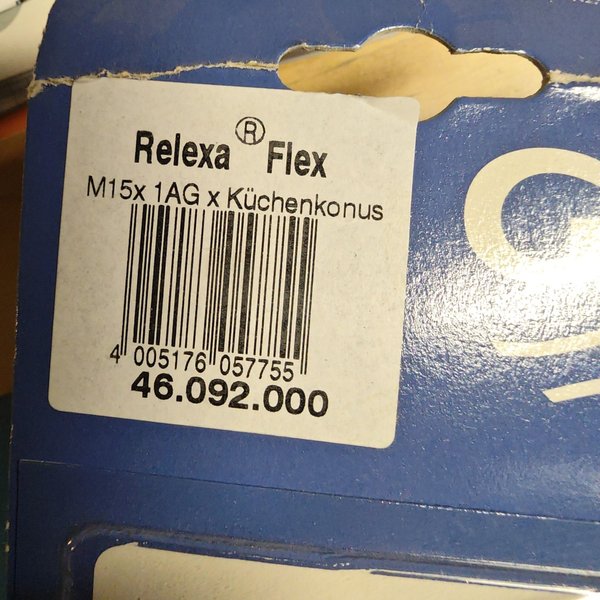 Relexa® Flex
M15x 1AG x Küchenkonus
4 005176 057755
46.092.000
G